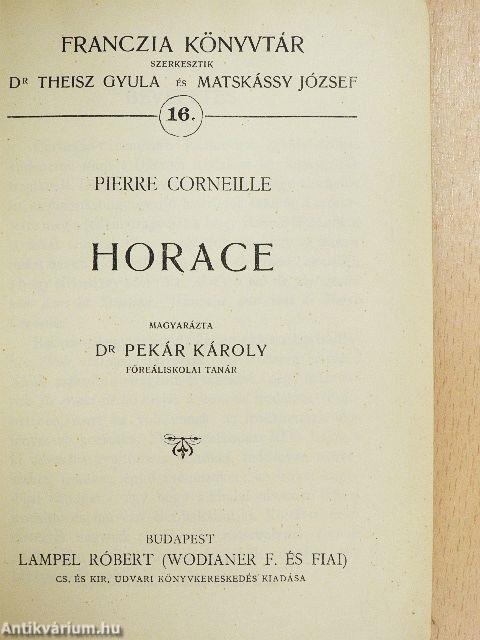 FRANCZIA KÖNYVTÁR
SZERKESZTIK
DR THEISZ GYULA ÉS MATSKÁSSY JÓZSEF
16.
PIERRE CORNEILLE
HORACE
MAGYARÁZTA
DR PEKÁR KÁROLY
FŐREÁLISKOLAI TANÁR
BUDAPEST
LAMPEL RÓBERT (WODIANER F. ÉS FIAI)
CS. ÉS KIR. UDVARI KÖNYVKERESKEDÉS KIADÁSA
Antikvárium.hu